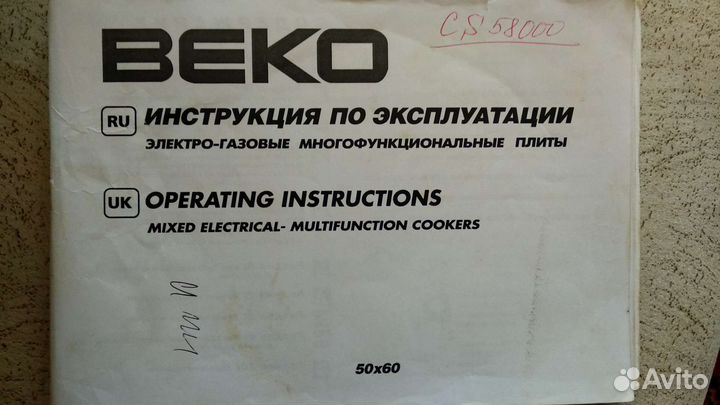 BEKO
CS 58000
RU ИНСТРУКЦИЯ ПО ЭКСПЛУАТАЦИИ
ЭЛЕКТРО-ГАЗОВЫЕ МНОГОФУНКЦИОНАЛЬНЫЕ ПЛИТЫ
UK OPERATING INSTRUCTIONS
MIXED ELECTRICAL- MULTIFUNCTION COOKERS
50x60
Avito